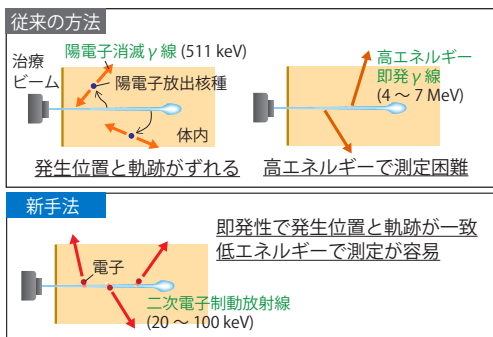 従来の方法
陽電子消滅γ線 (511 keV)
治療
ビーム
陽電子放出核種
体内
発生位置と軌跡がずれる
高エネルギー
即発γ線
(4 ～ 7 MeV)
高エネルギーで測定困難
新手法
即発性で発生位置と軌跡が一致
低エネルギーで測定が容易
電子
二次電子制動放射線
(20 ～ 100 keV)